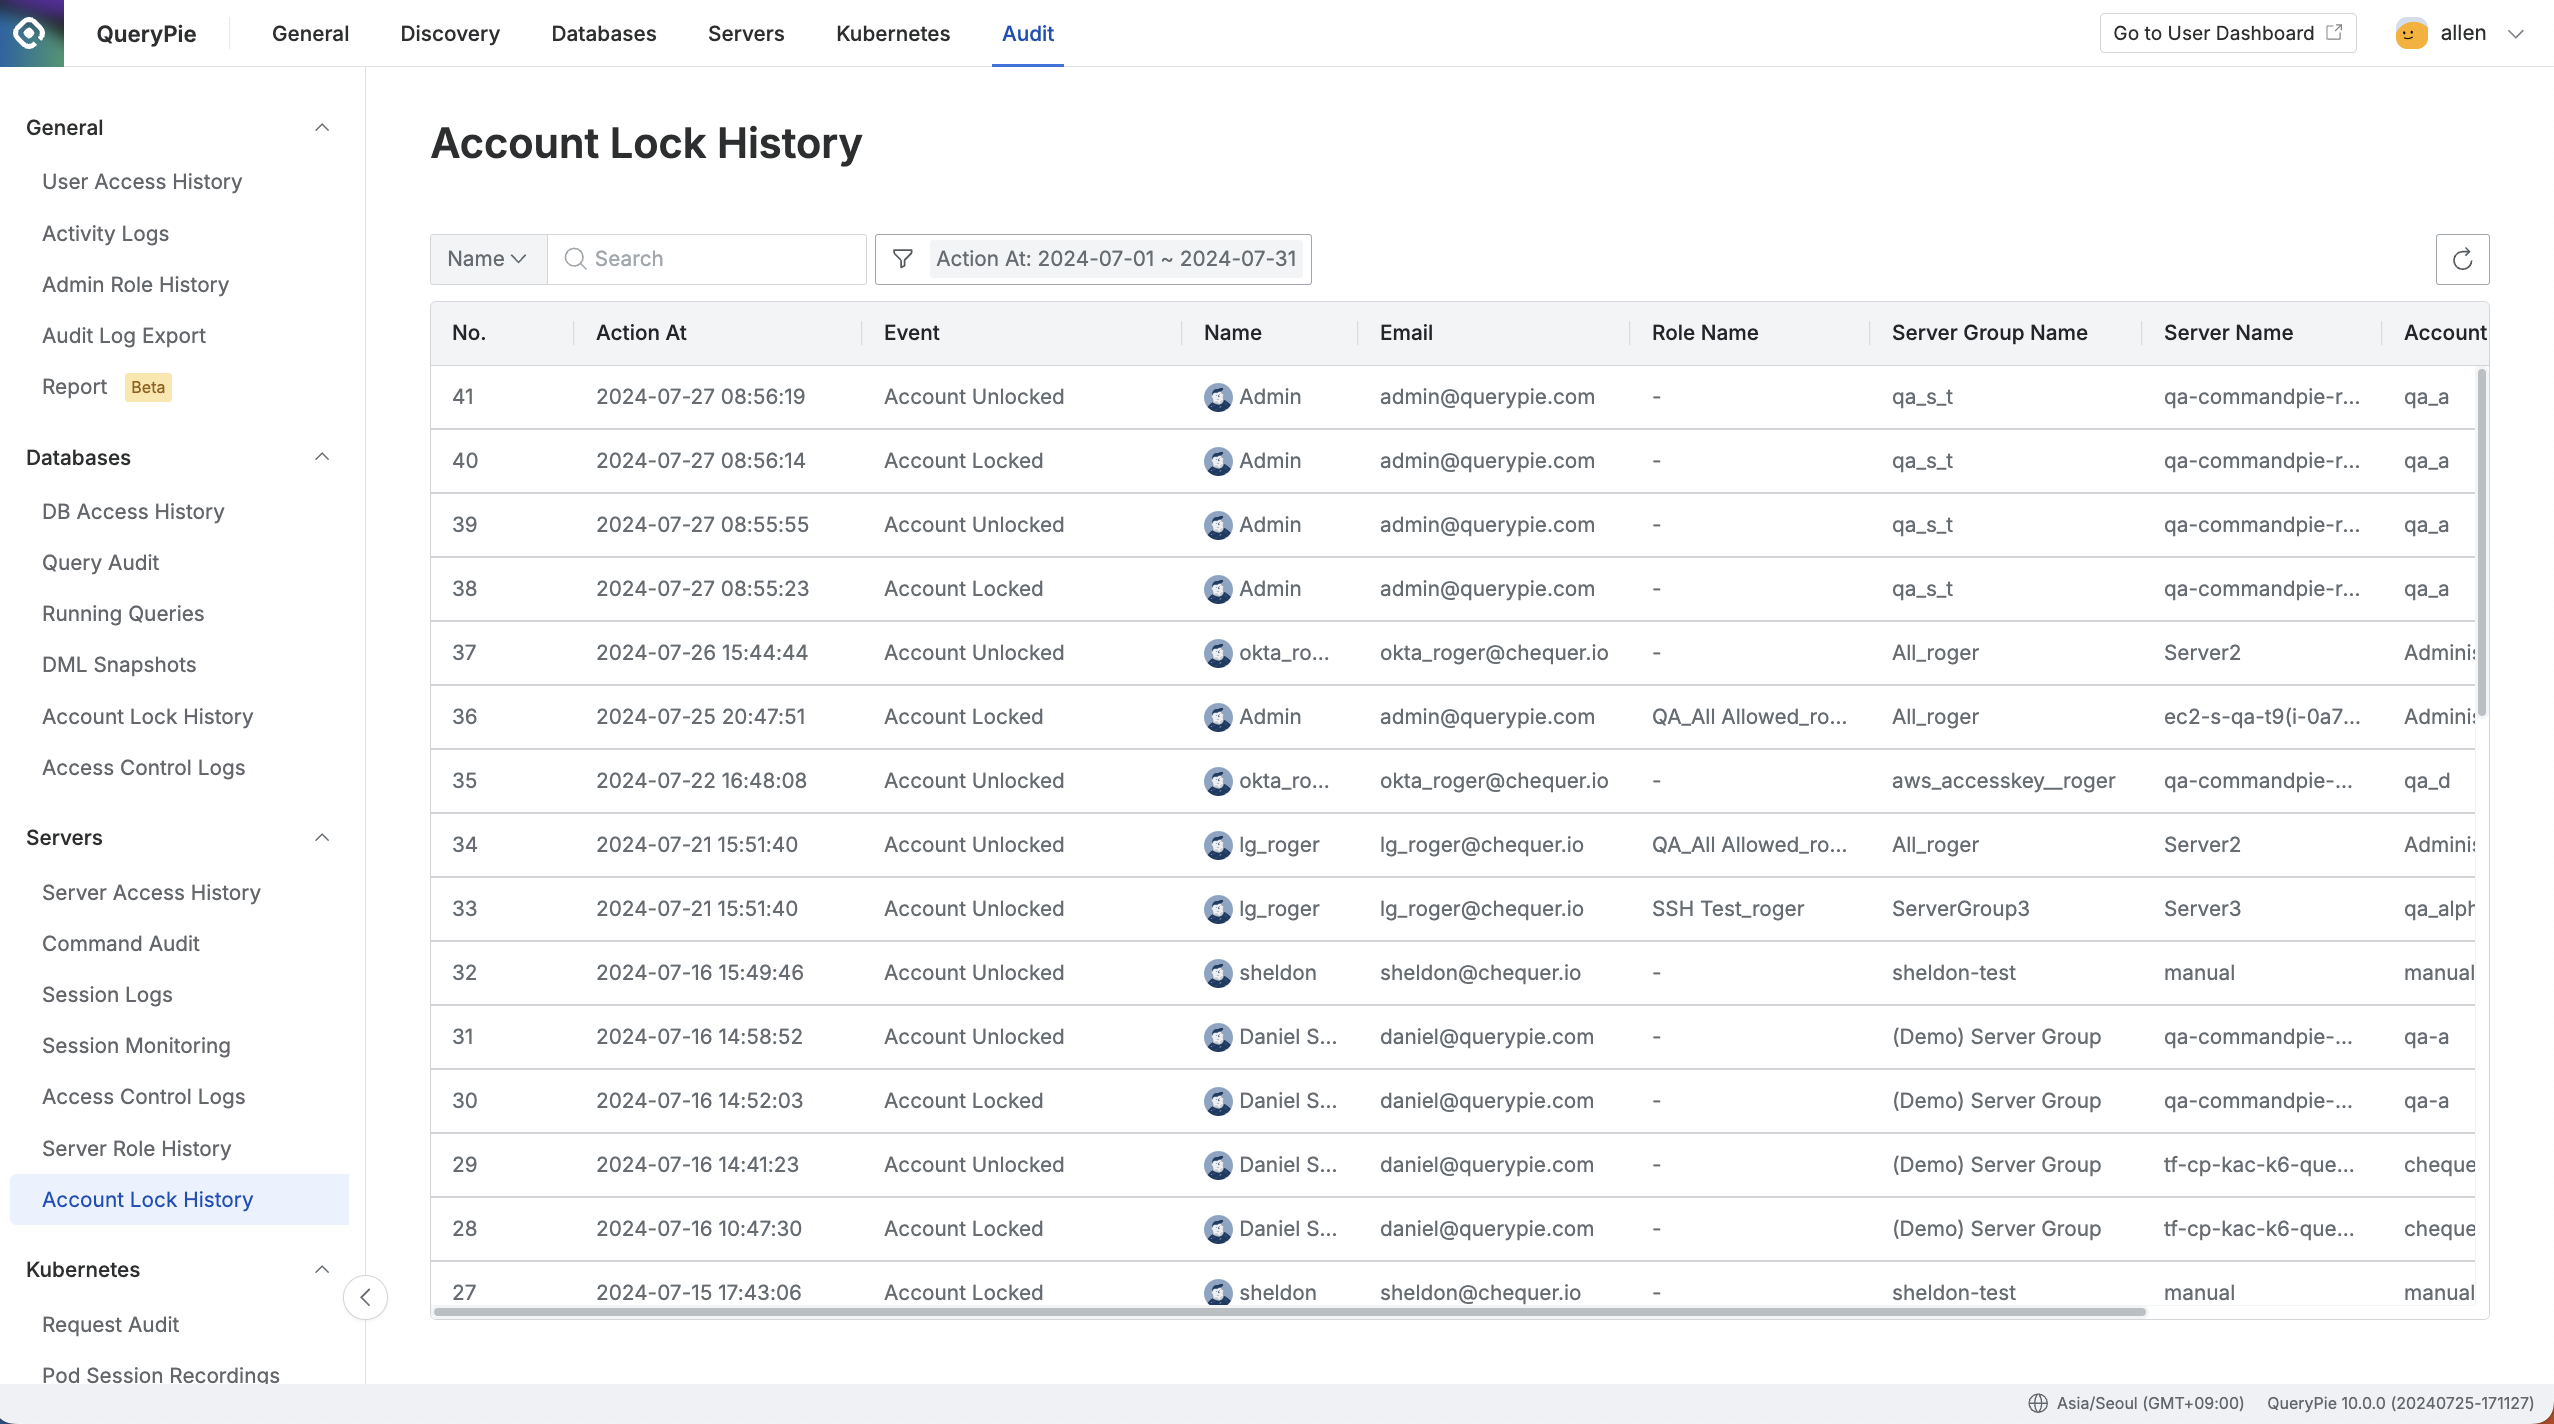 QueryPie General Discovery Databases Servers Kubernetes Audit Go to User Dashboard allen
General
User Access History
Activity Logs
Admin Role History
Audit Log Export
Report Beta
Databases
DB Access History
Query Audit
Running Queries
DML Snapshots
Account Lock History
Access Control Logs
Servers
Server Access History
Command Audit
Session Logs
Session Monitoring
Access Control Logs
Server Role History
Account Lock History
Kubernetes
Request Audit
Pod Session Recordings
Account Lock History
Name Search Action At: 2024-07-01 ~ 2024-07-31
No. Action At Event Name Email Role Name Server Group Name Server Name Account
41 2024-07-27 08:56:19 Account Unlocked Admin admin@querypie.com - qa_s_t qa-commandpie-r... qa_a
40 2024-07-27 08:56:14 Account Locked Admin admin@querypie.com - qa_s_t qa-commandpie-r... qa_a
39 2024-07-27 08:55:55 Account Unlocked Admin admin@querypie.com - qa_s_t qa-commandpie-r... qa_a
38 2024-07-27 08:55:23 Account Locked Admin admin@querypie.com - qa_s_t qa-commandpie-r... qa_a
37 2024-07-26 15:44:44 Account Unlocked okta_ro... okta_roger@chequer.io - All_roger Server2 Adminis
36 2024-07-25 20:47:51 Account Locked Admin admin@querypie.com QA_All Allowed_ro... All_roger ec2-s-qa-t9(i-0a7... Adminis
35 2024-07-22 16:48:08 Account Unlocked okta_ro... okta_roger@chequer.io - aws_accesskey__roger qa-commandpie-... qa_d
34 2024-07-21 15:51:40 Account Unlocked lg_roger lg_roger@chequer.io QA_All Allowed_ro... All_roger Server2 Adminis
33 2024-07-21 15:51:40 Account Unlocked lg_roger lg_roger@chequer.io SSH Test_roger ServerGroup3 Server3 qa_alph
32 2024-07-16 15:49:46 Account Unlocked sheldon sheldon@chequer.io - sheldon-test manual manual
31 2024-07-16 14:58:52 Account Unlocked Daniel S... daniel@querypie.com - (Demo) Server Group qa-commandpie-... qa-a
30 2024-07-16 14:52:03 Account Locked Daniel S... daniel@querypie.com - (Demo) Server Group qa-commandpie-... qa-a
29 2024-07-16 14:41:23 Account Unlocked Daniel S... daniel@querypie.com - (Demo) Server Group tf-cp-kac-k6-que... cheque
28 2024-07-16 10:47:30 Account Locked Daniel S... daniel@querypie.com - (Demo) Server Group tf-cp-kac-k6-que... cheque
27 2024-07-15 17:43:06 Account Locked sheldon sheldon@chequer.io - sheldon-test manual manual
Asia/Seoul (GMT+09:00) QueryPie 10.0.0 (20240725-171127)